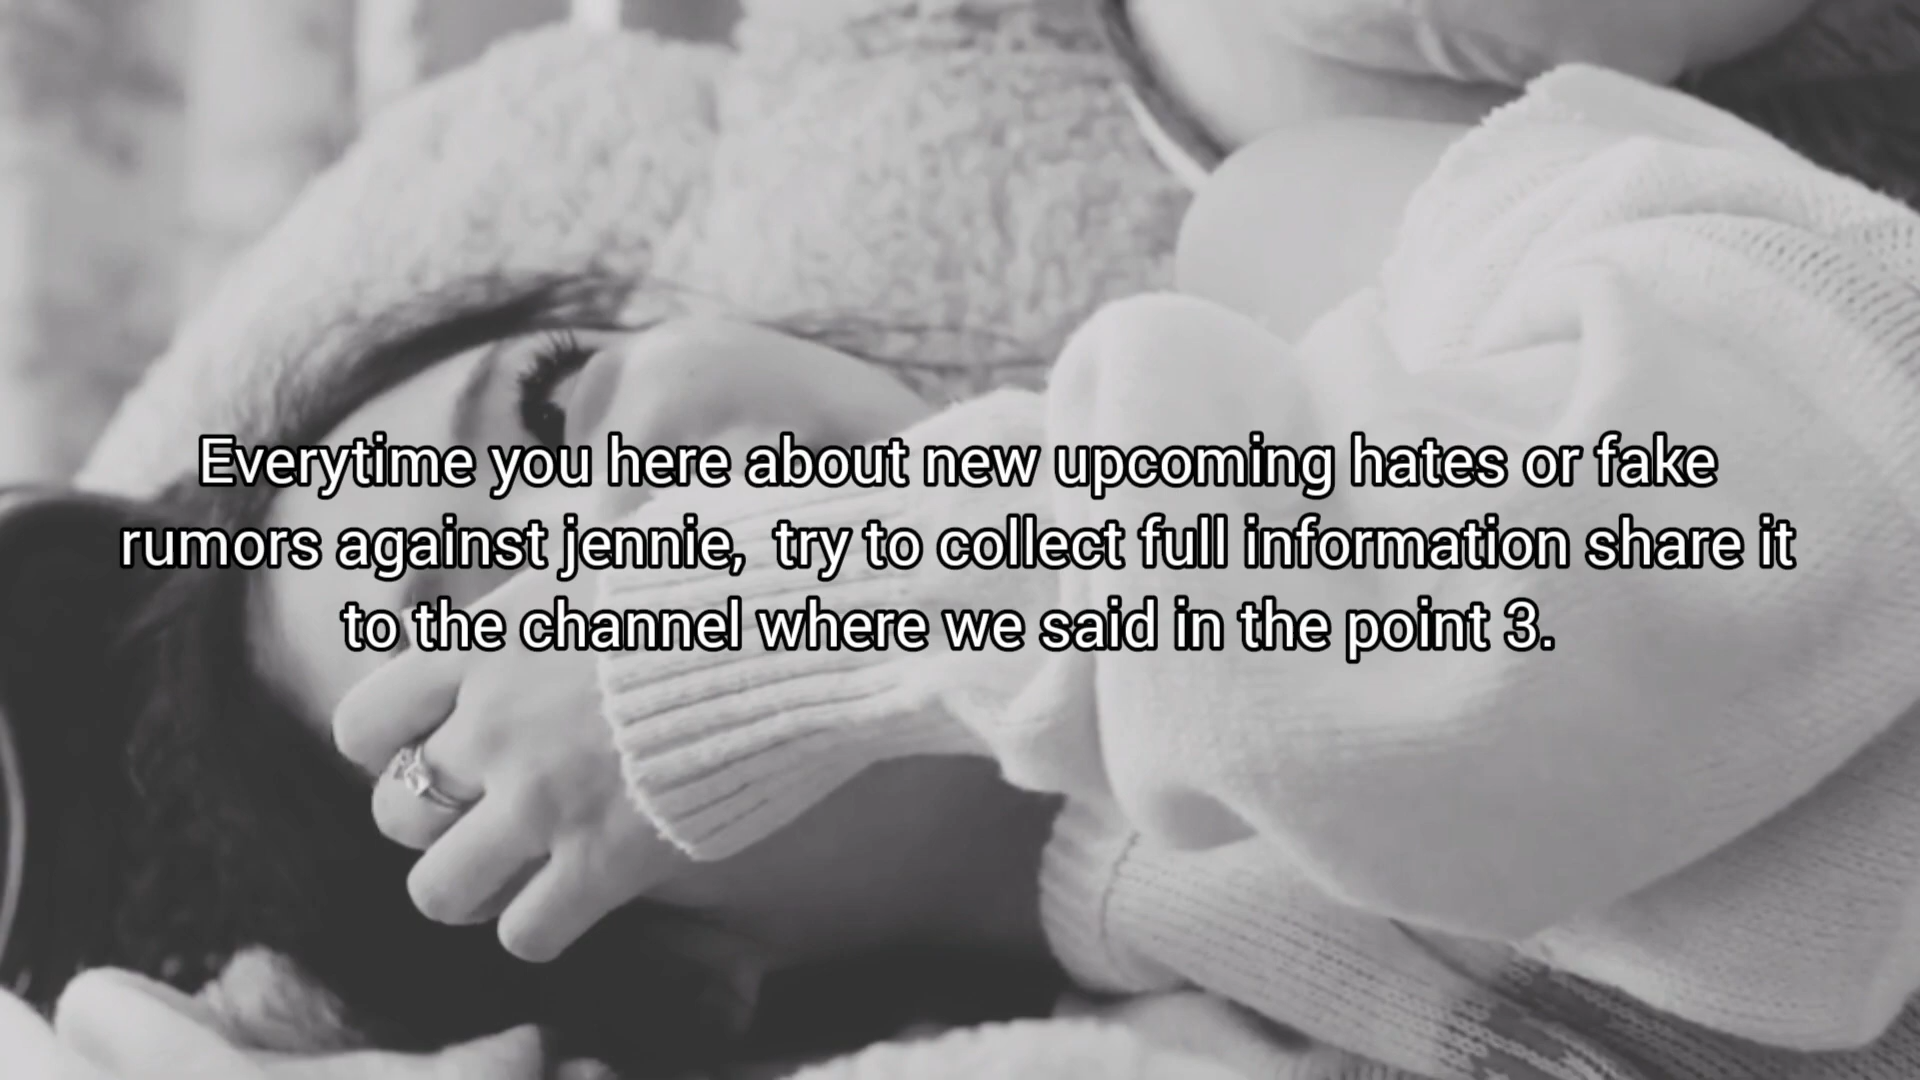 Everytime you here about new upcoming hates or fake
rumors against jennie,  try to collect full information share it
to the channel where we said in the point 3.